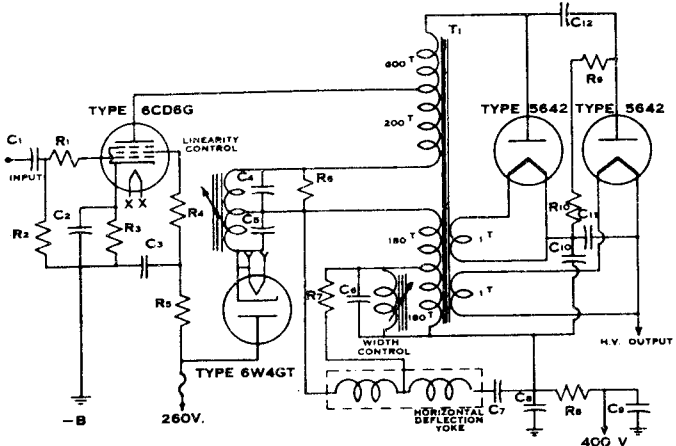 C12
T1
600 T
R9
TYPE 6CD6G
TYPE 5642
TYPE 5642
C1
R1
LINEARITY
CONTROL
200 T
INPUT
C4
R6
X X
R10
C11
R2
C2
R3
R4
C5
180 T
1 T
C3
C10
R5
R7
C6
180 T
1 T
WIDTH
CONTROL
H.V. OUTPUT
TYPE 6W4GT
-B
260V.
HORIZONTAL
DEFLECTION
YOKE
C7
C8
R8
C9
400 V